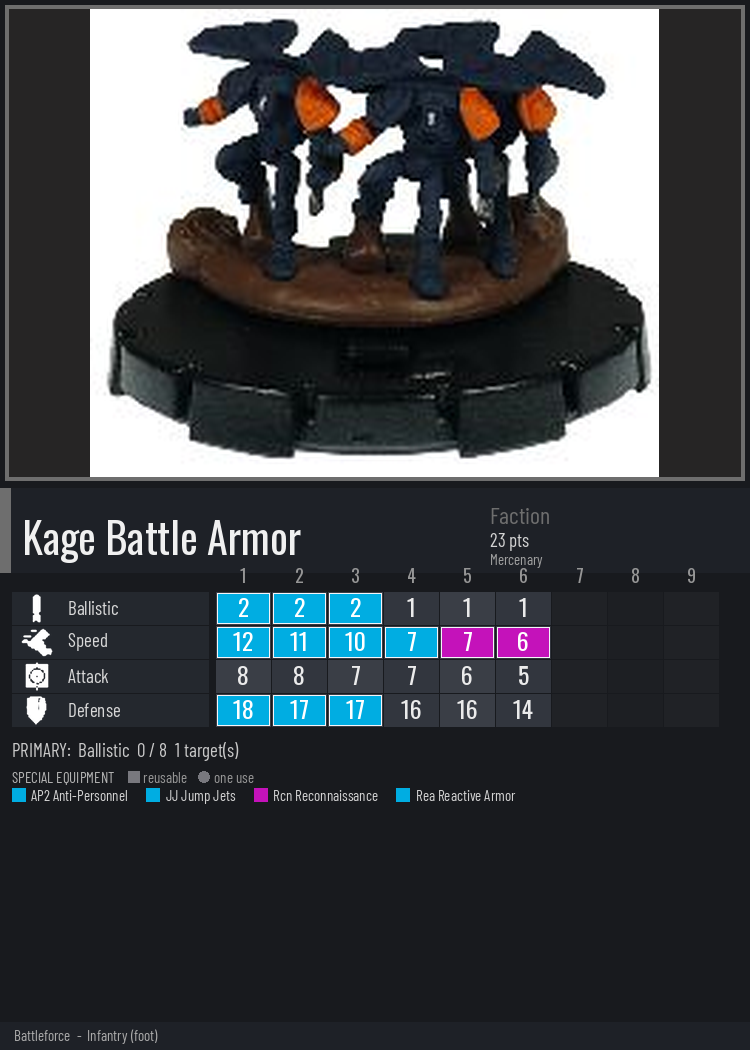 Kage Battle Armor
Faction
23 pts
Mercenary
1 2 3 4 5 6 7 8 9
Ballistic 2 2 2 1 1 1
Speed 12 11 10 7 7 6
Attack 8 8 7 7 6 5
Defense 18 17 17 16 16 14
PRIMARY: Ballistic 0 / 8 1 target(s)
SPECIAL EQUIPMENT reusable one use
AP2 Anti-Personnel JJ Jump Jets Rcn Reconnaissance Rea Reactive Armor
Battleforce - Infantry (foot)